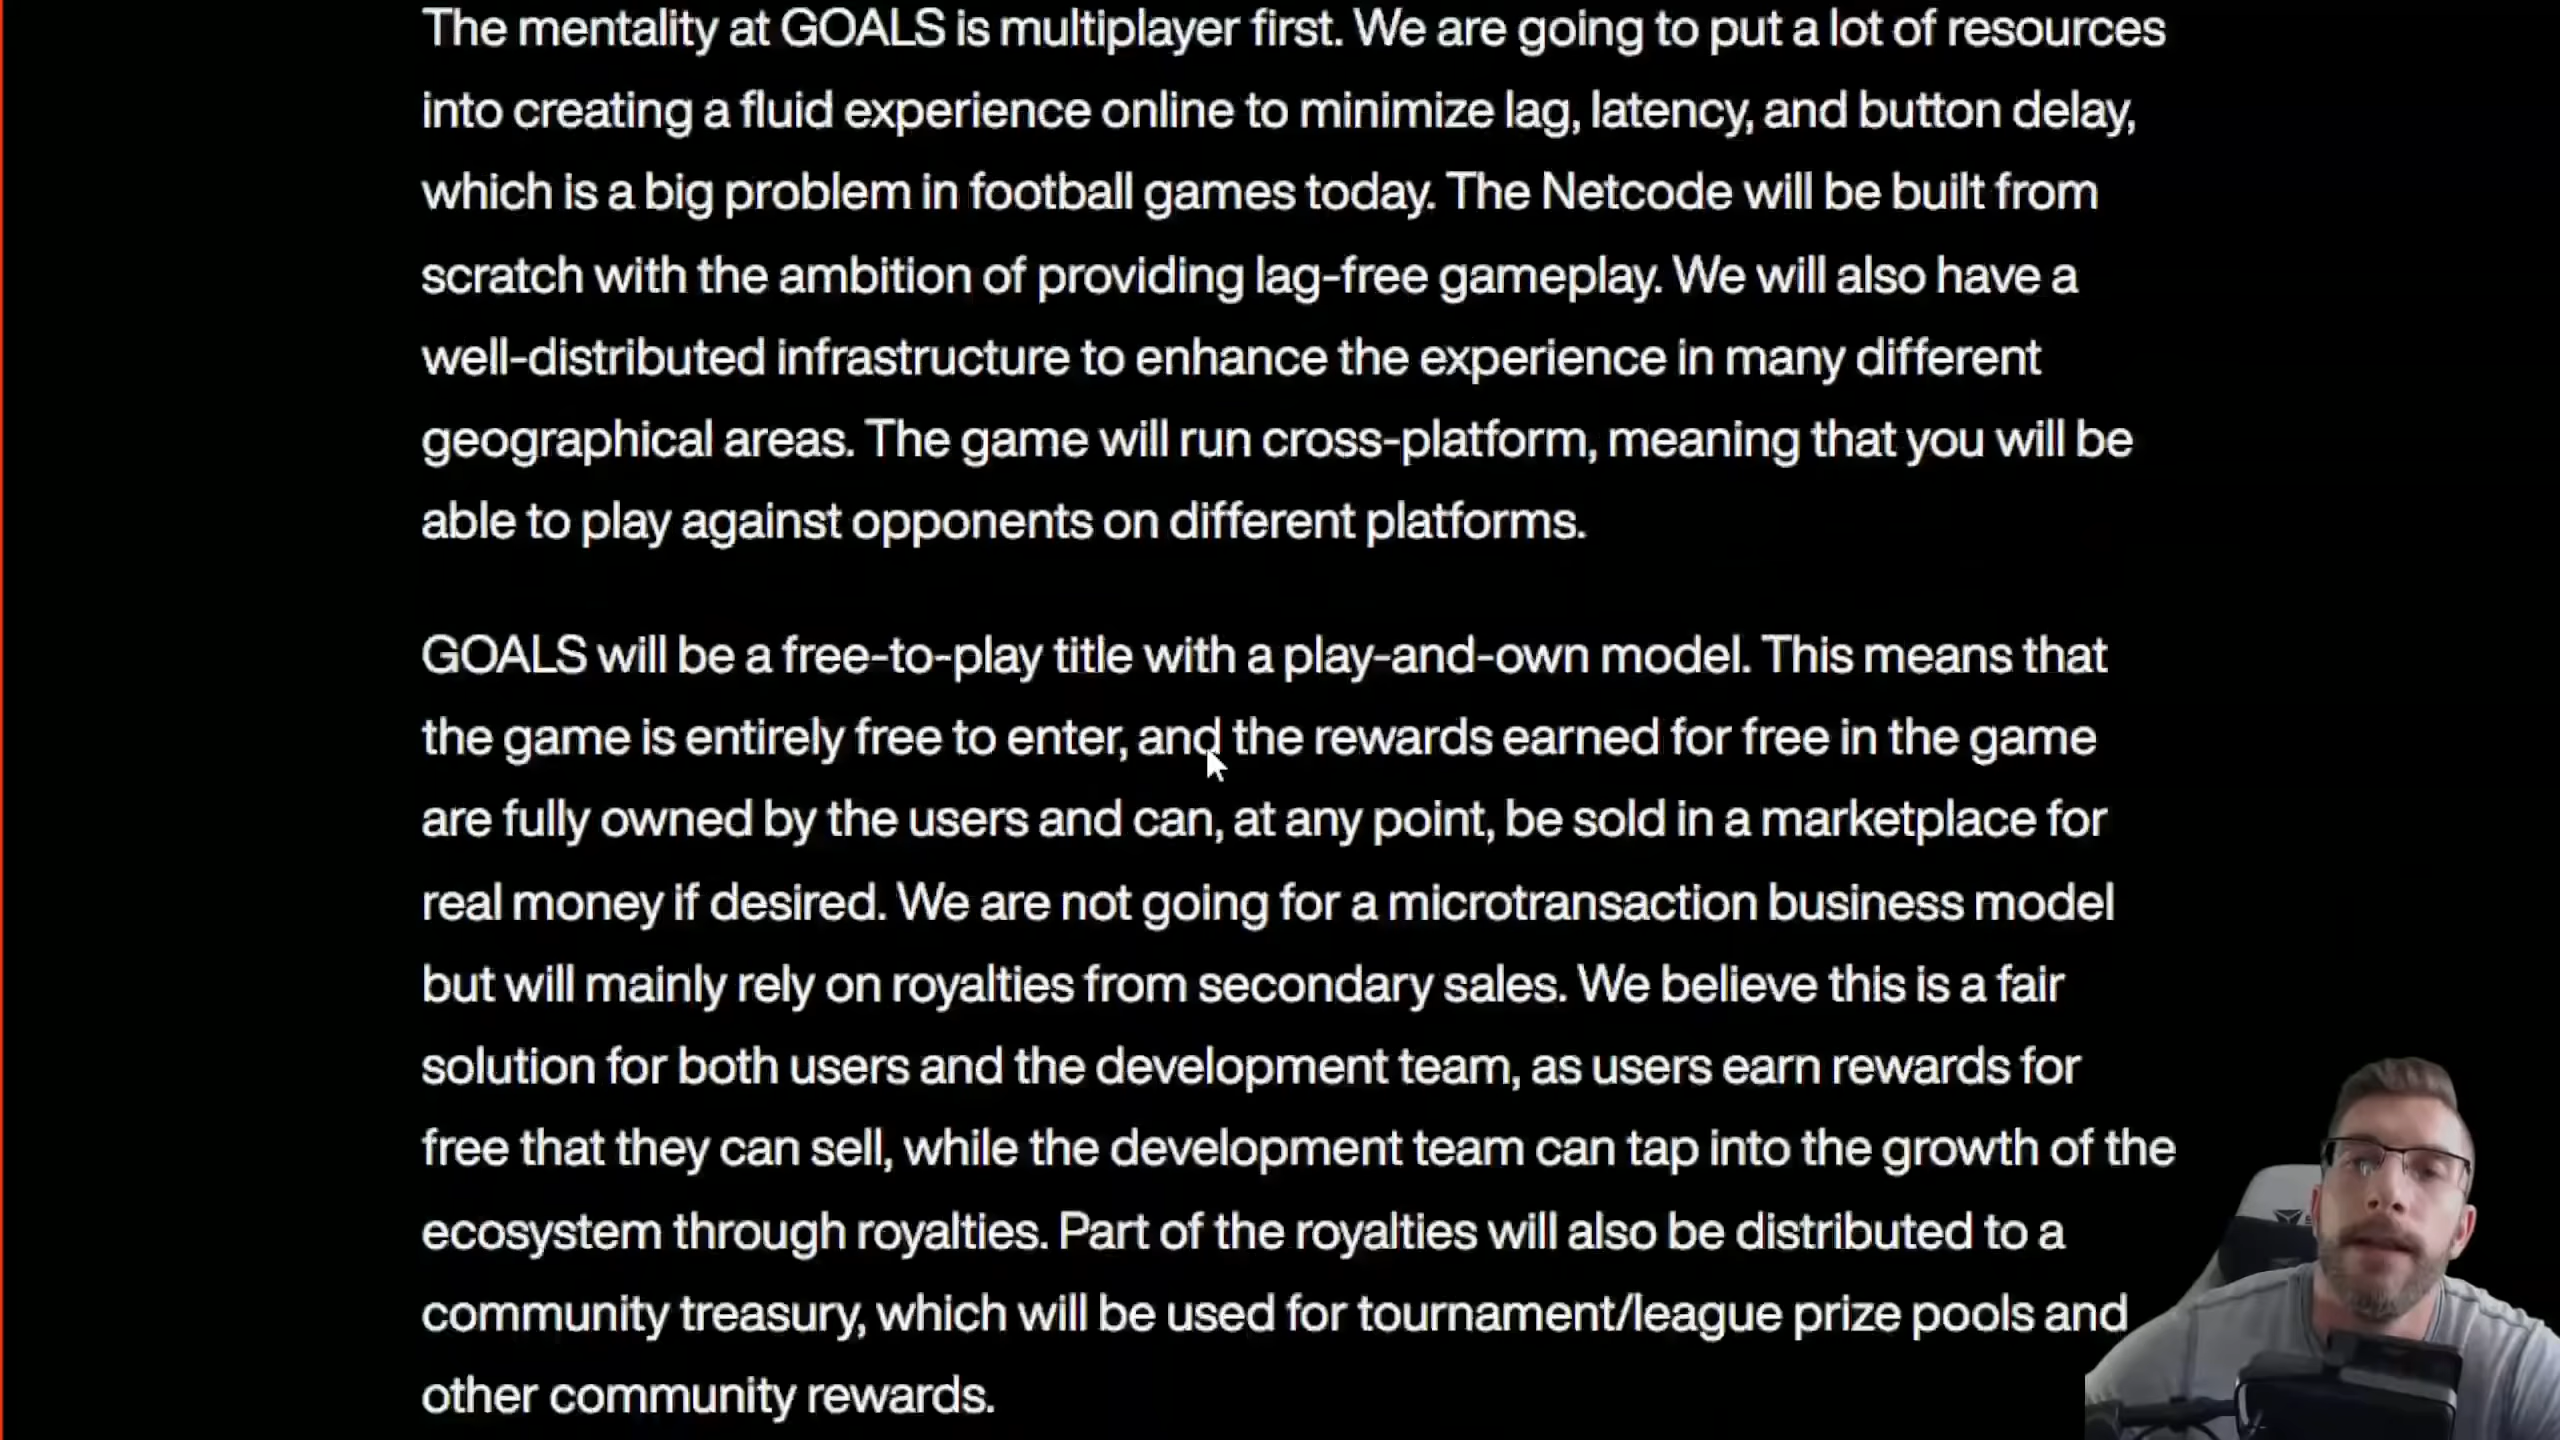 The mentality at GOALS is multiplayer first. We are going to put a lot of resources
into creating a fluid experience online to minimize lag, latency, and button delay,
which is a big problem in football games today. The Netcode will be built from
scratch with the ambition of providing lag-free gameplay. We will also have a
well-distributed infrastructure to enhance the experience in many different
geographical areas. The game will run cross-platform, meaning that you will be
able to play against opponents on different platforms.
GOALS will be a free-to-play title with a play-and-own model. This means that
the game is entirely free to enter, and the rewards earned for free in the game
are fully owned by the users and can, at any point, be sold in a marketplace for
real money if desired. We are not going for a microtransaction business model
but will mainly rely on royalties from secondary sales. We believe this is a fair
solution for both users and the development team, as users earn rewards for
free that they can sell, while the development team can tap into the growth of the
ecosystem through royalties. Part of the royalties will also be distributed to a
community treasury, which will be used for tournament/league prize pools and
other community rewards.